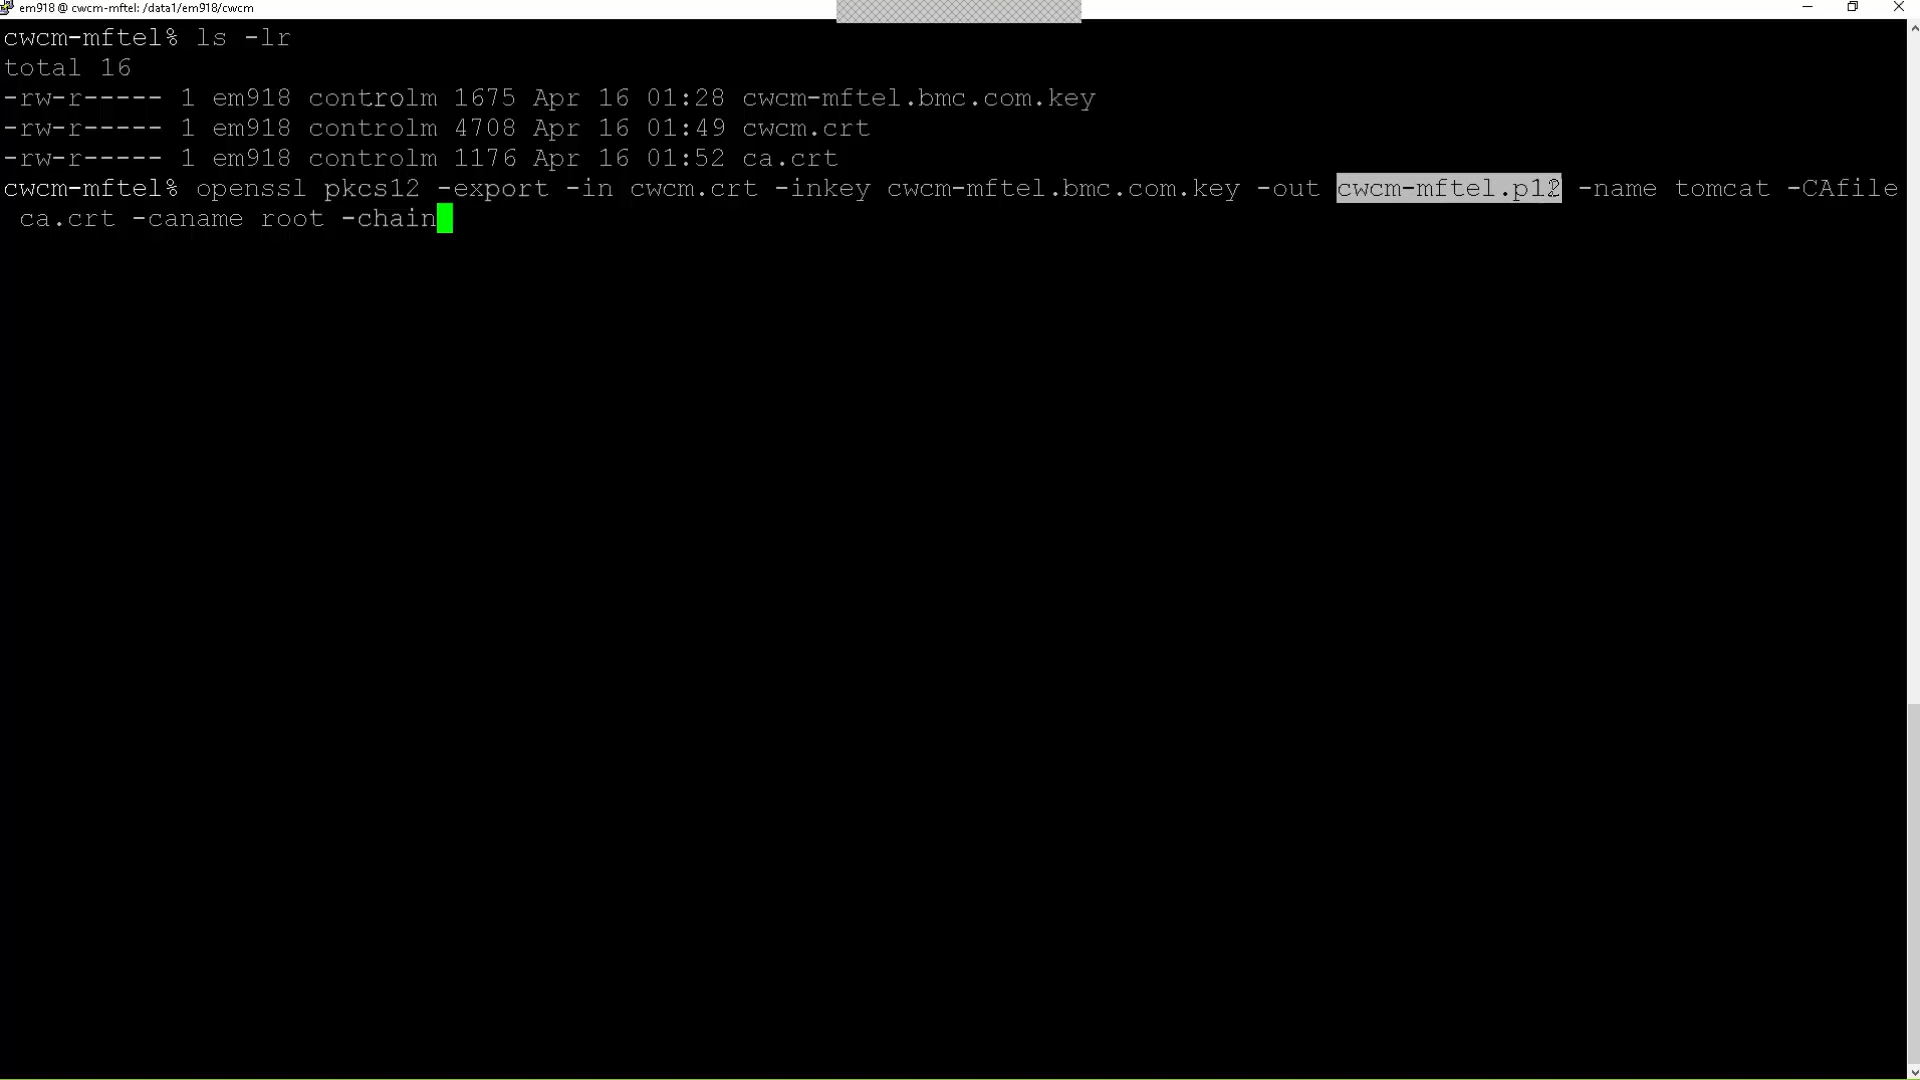 em918 @ cwcm-mftel: /data1/em918/cwcm
cwcm-mftel% ls -lr
total 16
-rw-r----- 1 em918 controlm 1675 Apr 16 01:28 cwcm-mftel.bmc.com.key
-rw-r----- 1 em918 controlm 4708 Apr 16 01:49 cwcm.crt
-rw-r----- 1 em918 controlm 1176 Apr 16 01:52 ca.crt
cwcm-mftel% openssl pkcs12 -export -in cwcm.crt -inkey cwcm-mftel.bmc.com.key -out cwcm-mftel.p12 -name tomcat -CAfile
ca.crt -caname root -chain